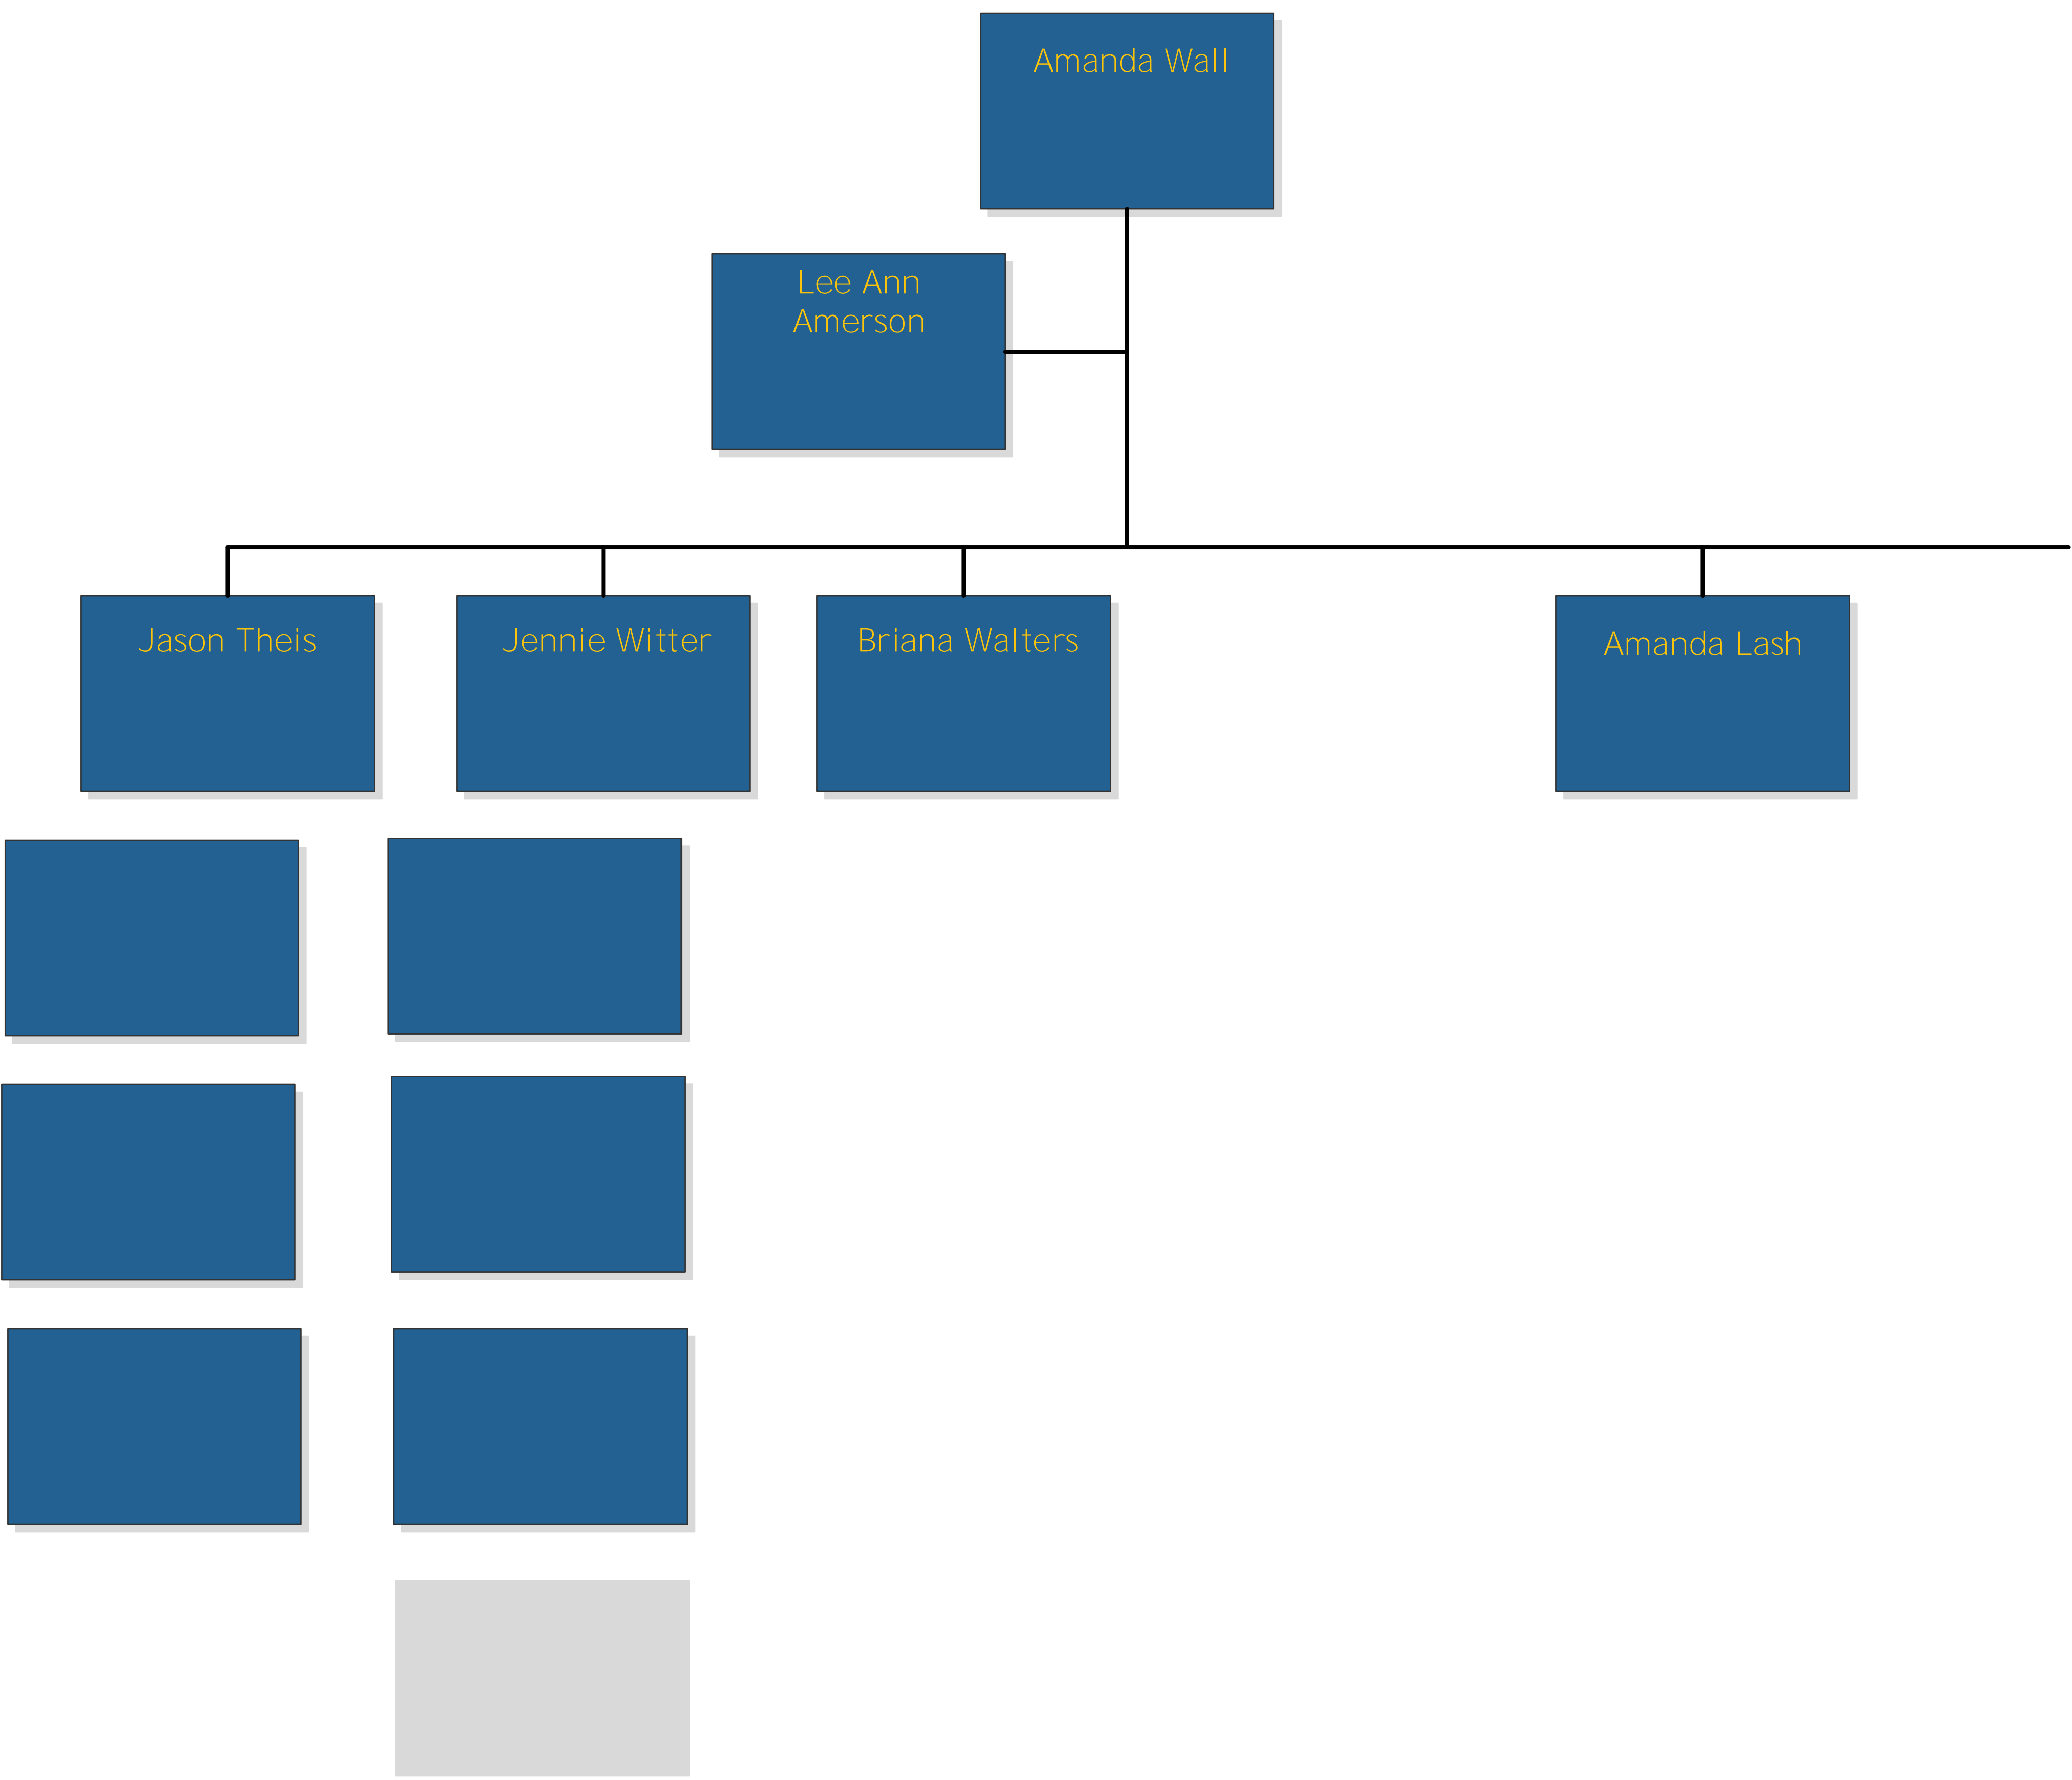 Amanda Wall
Lee Ann
Amerson
Jason Theis
Jennie Witter
Briana Walters
Amanda Lash